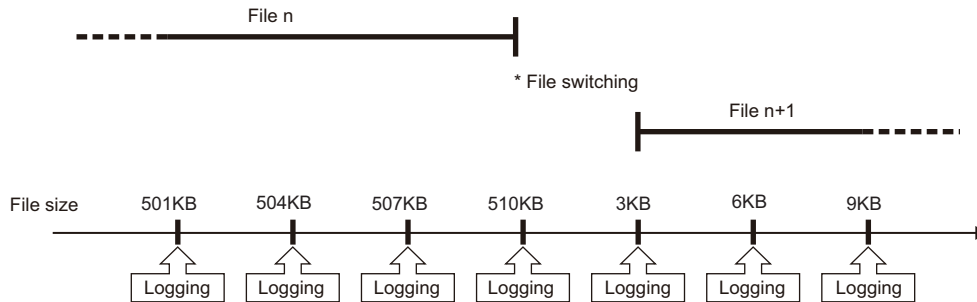 File n
* File switching
File n+1
File size 501KB 504KB 507KB 510KB 3KB 6KB 9KB
Logging Logging Logging Logging Logging Logging Logging